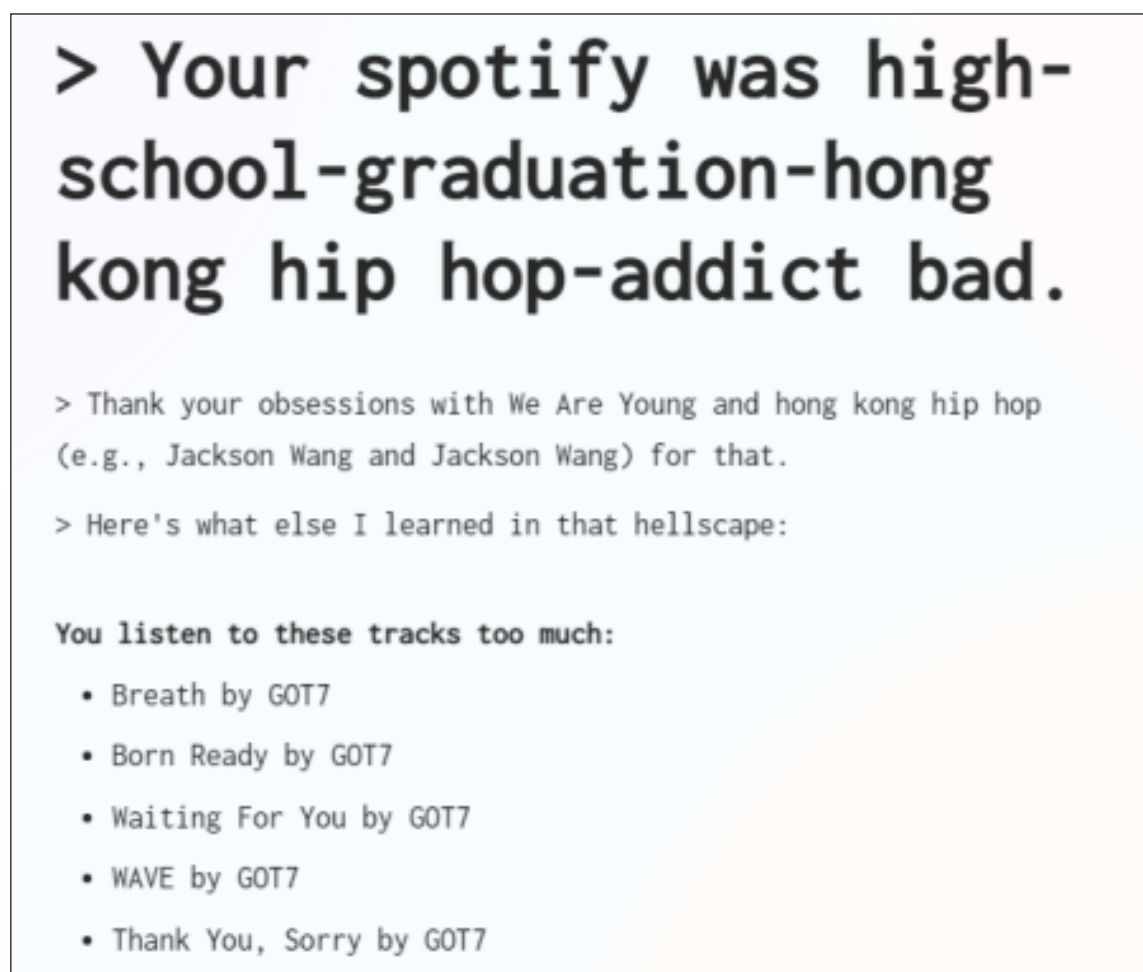 > Your spotify was high-
school-graduation-hong
kong hip hop-addict bad.
> Thank your obsessions with We Are Young and hong kong hip hop
(e.g., Jackson Wang and Jackson Wang) for that.
> Here's what else I learned in that hellscape:
You listen to these tracks too much:
• Breath by GOT7
• Born Ready by GOT7
• Waiting For You by GOT7
• WAVE by GOT7
• Thank You, Sorry by GOT7